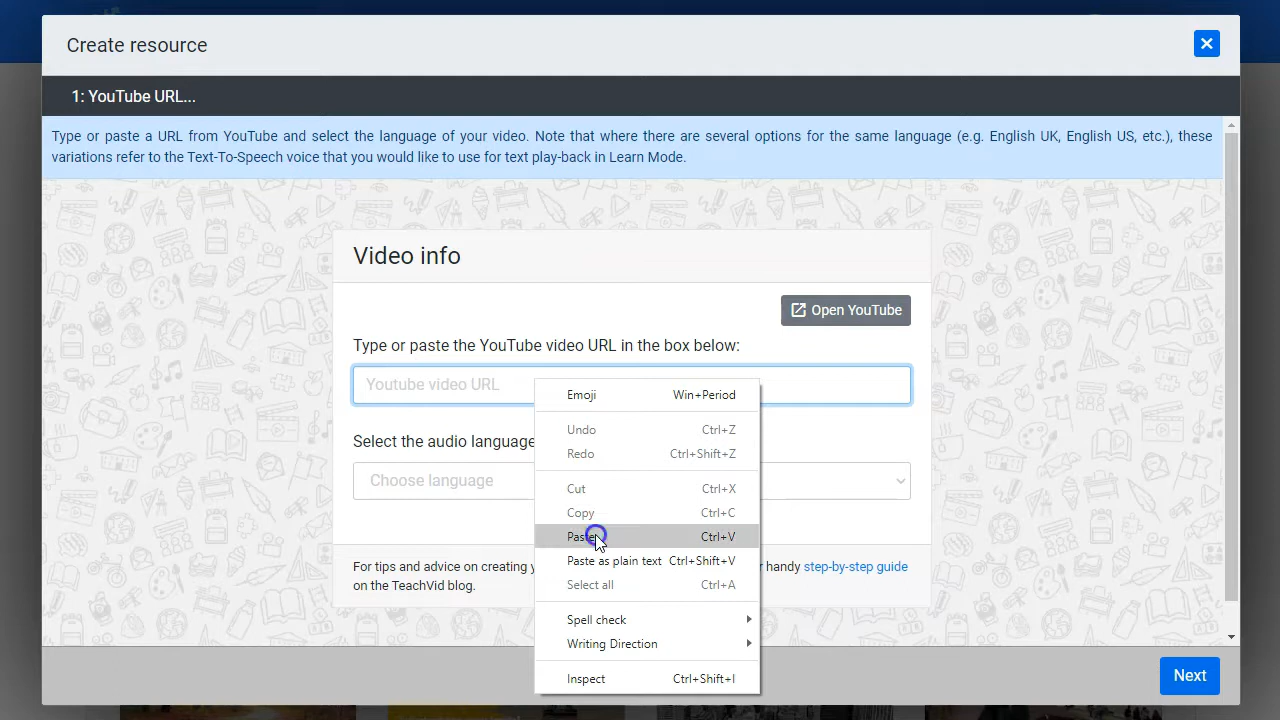 Create resource
1: YouTube URL...
Type or paste a URL from YouTube and select the language of your video. Note that where there are several options for the same language (e.g. English UK, English US, etc.), these
variations refer to the Text-To-Speech voice that you would like to use for text play-back in Learn Mode.
Video info
Open YouTube
Type or paste the YouTube video URL in the box below:
Youtube video URL
Emoji Win+Period
Undo Ctrl+Z
Select the audio language
Redo Ctrl+Shift+Z
Choose language
Cut Ctrl+X
Copy Ctrl+C
Paste Ctrl+V
Paste as plain text Ctrl+Shift+V
For tips and advice on creating handy step-by-step guide
on the TeachVid blog.
Select all Ctrl+A
Spell check
Writing Direction
Inspect Ctrl+Shift+I
Next